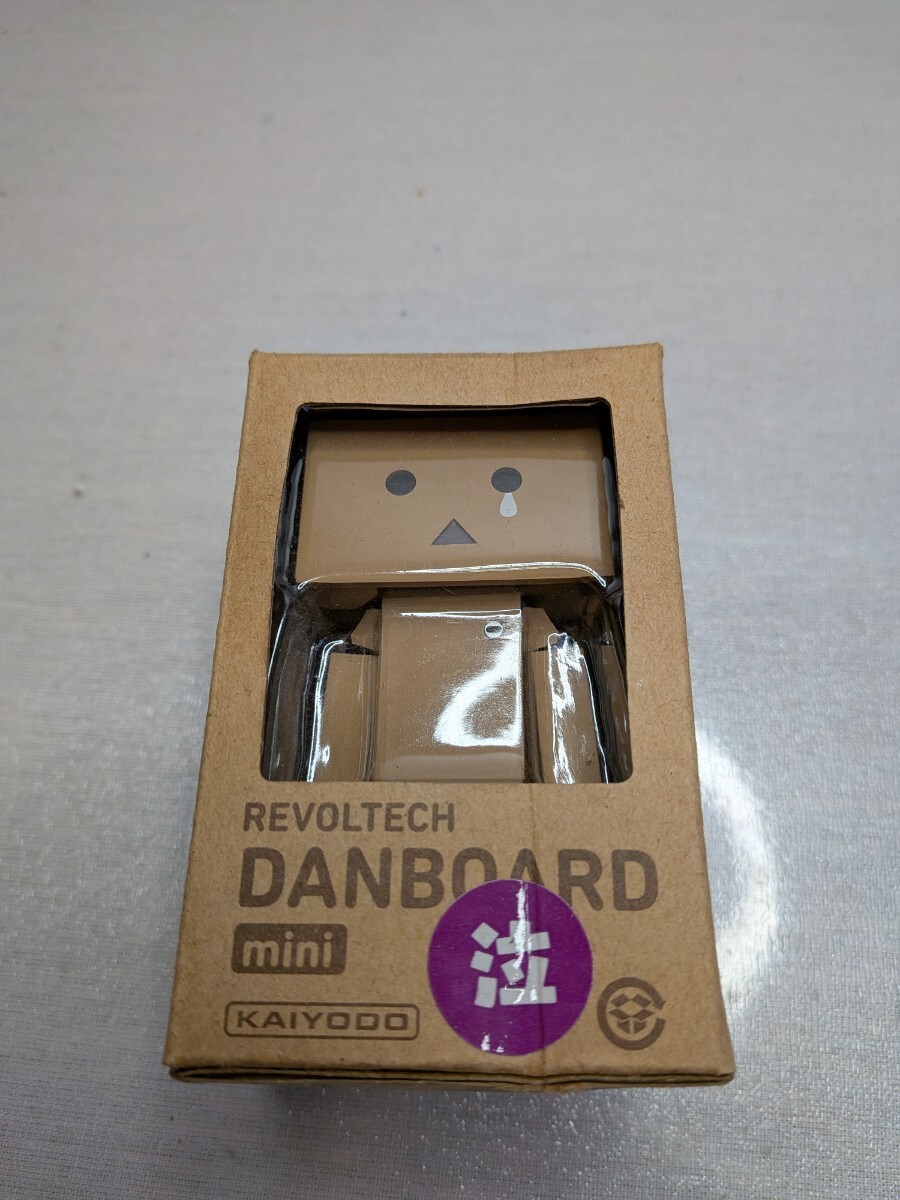 REVOLTECH
DANBOARD
mini
泣
KAIYODO